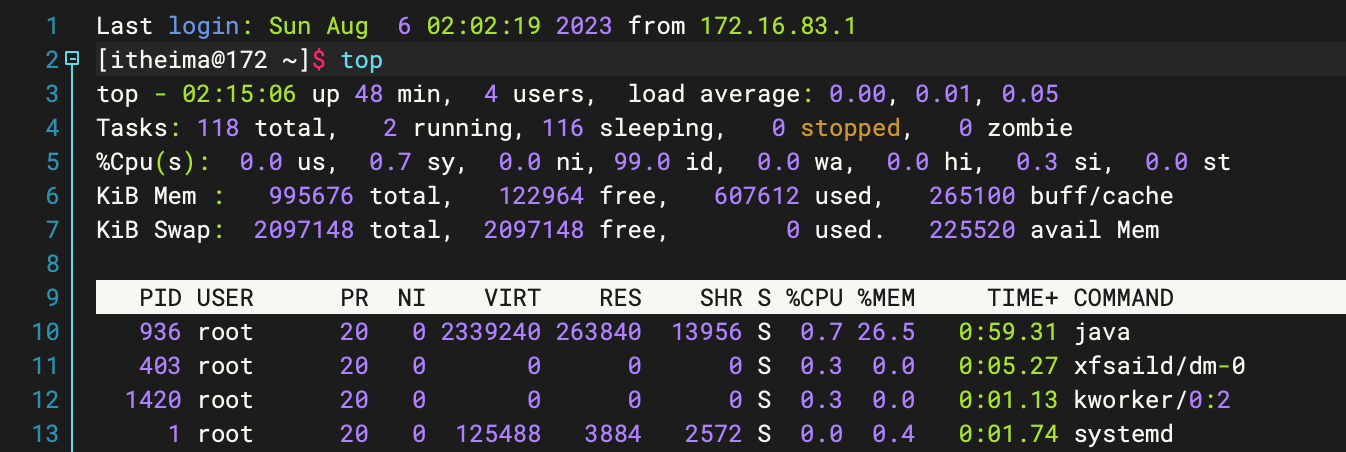 1 Last login: Sun Aug  6 02:02:19 2023 from 172.16.83.1
2 [itheima@172 ~]$ top
3 top - 02:15:06 up 48 min,  4 users,  load average: 0.00, 0.01, 0.05
4 Tasks: 118 total,   2 running, 116 sleeping,   0 stopped,   0 zombie
5 %Cpu(s):  0.0 us,  0.7 sy,  0.0 ni, 99.0 id,  0.0 wa,  0.0 hi,  0.3 si,  0.0 st
6 KiB Mem :   995676 total,   122964 free,   607612 used,   265100 buff/cache
7 KiB Swap:  2097148 total,  2097148 free,        0 used.   225520 avail Mem
8
9    PID USER      PR  NI    VIRT    RES    SHR S %CPU %MEM     TIME+ COMMAND
10    936 root      20   0 2339240 263840  13956 S  0.7 26.5   0:59.31 java
11    403 root      20   0       0      0      0 S  0.3  0.0   0:05.27 xfsaild/dm-0
12   1420 root      20   0       0      0      0 S  0.3  0.0   0:01.13 kworker/0:2
13      1 root      20   0  125488   3884   2572 S  0.0  0.4   0:01.74 systemd